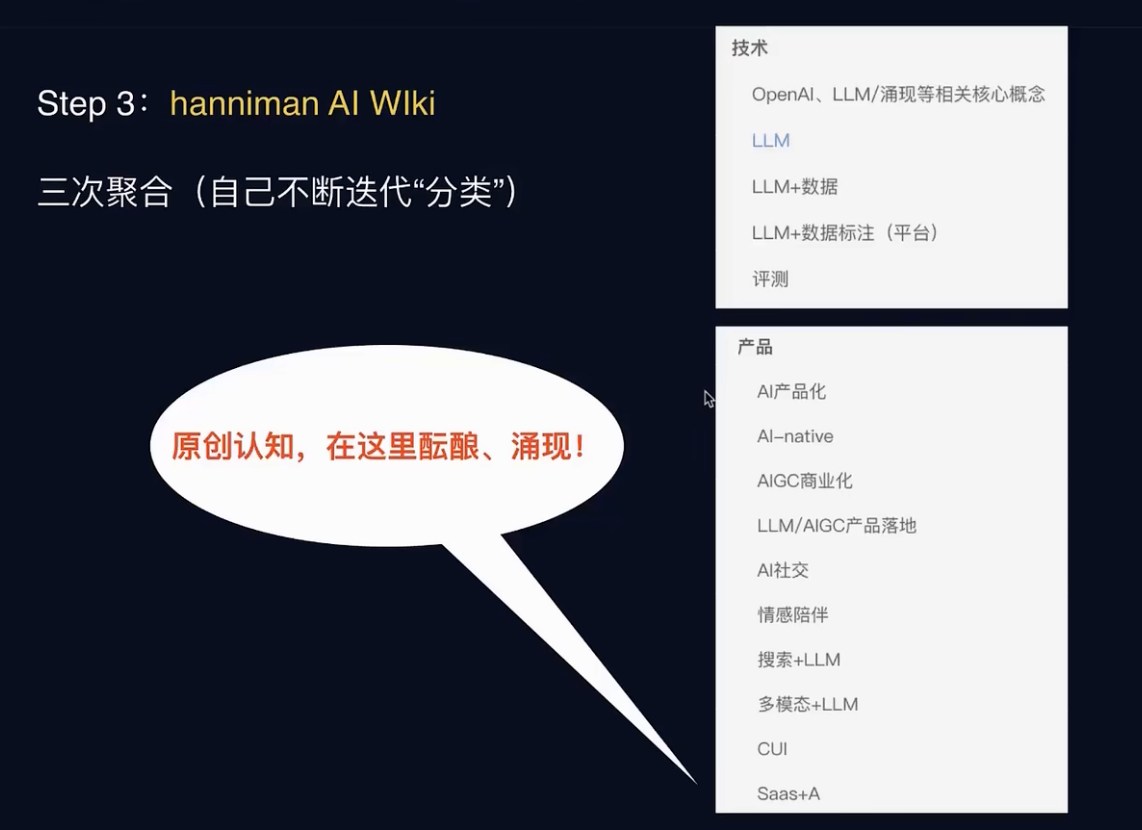 Step 3：hanniman AI WIki
三次聚合（自己不断迭代“分类”）
原创认知，在这里酝酿、涌现！
技术
OpenAI、LLM/涌现等相关核心概念
LLM
LLM+数据
LLM+数据标注（平台）
评测
产品
AI产品化
AI-native
AIGC商业化
LLM/AIGC产品落地
AI社交
情感陪伴
搜索+LLM
多模态+LLM
CUI
Saas+A